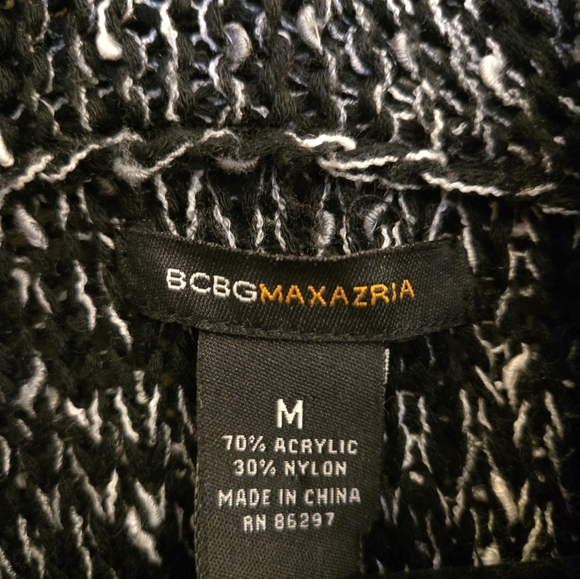 BCBGMAXAZRIA
M
70% ACRYLIC
30% NYLON
MADE IN CHINA
RN 86297